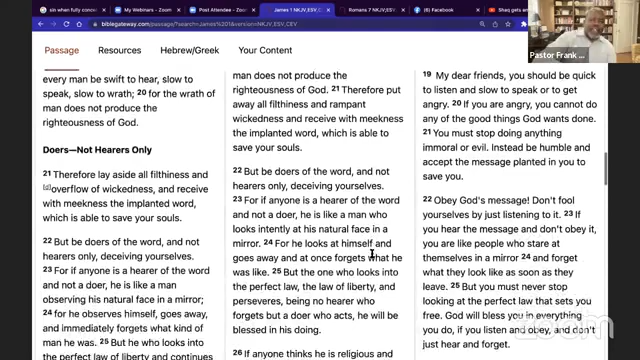 sin when fully conce
My Webinars - Zoom
Post Attendee - Zoom
James 1 NKJV;ESV;CEV
Romans 7 NKJV;ESV;CE
(2) Facebook
Shaq gets an
biblegateway.com/passage/?search=James%201&version=NKJV,ESV,CEV
Passage
Resources
Hebrew/Greek
Your Content
Pastor Frank
every man be swift to hear, slow to
speak, slow to wrath; 20 for the wrath of
man does not produce the
righteousness of God.
Doers—Not Hearers Only
21 Therefore lay aside all filthiness and
[d]overflow of wickedness, and receive
with meekness the implanted word,
which is able to save your souls.
22 But be doers of the word, and not
hearers only, deceiving yourselves.
23 For if anyone is a hearer of the word
and not a doer, he is like a man
observing his natural face in a mirror;
24 for he observes himself, goes away,
and immediately forgets what kind of
man he was. 25 But he who looks into
the perfect law of liberty and continues
man does not produce the
righteousness of God. 21 Therefore put
away all filthiness and rampant
wickedness and receive with meekness
the implanted word, which is able to
save your souls.
22 But be doers of the word, and not
hearers only, deceiving yourselves.
23 For if anyone is a hearer of the word
and not a doer, he is like a man who
looks intently at his natural face in a
mirror. 24 For he looks at himself and
goes away and at once forgets what he
was like. 25 But the one who looks into
the perfect law, the law of liberty, and
perseveres, being no hearer who
forgets but a doer who acts, he will be
blessed in his doing.
26 If anyone thinks he is religious and
19 My dear friends, you should be quick
to listen and slow to speak or to get
angry. 20 If you are angry, you cannot do
any of the good things God wants done.
21 You must stop doing anything
immoral or evil. Instead be humble and
accept the message planted in you to
save you.
22 Obey God's message! Don't fool
yourselves by just listening to it. 23 If
you hear the message and don't obey it,
you are like people who stare at
themselves in a mirror 24 and forget
what they look like as soon as they
leave. 25 But you must never stop
looking at the perfect law that sets you
free. God will bless you in everything
you do, if you listen and obey, and don't
just hear and forget.
zoom